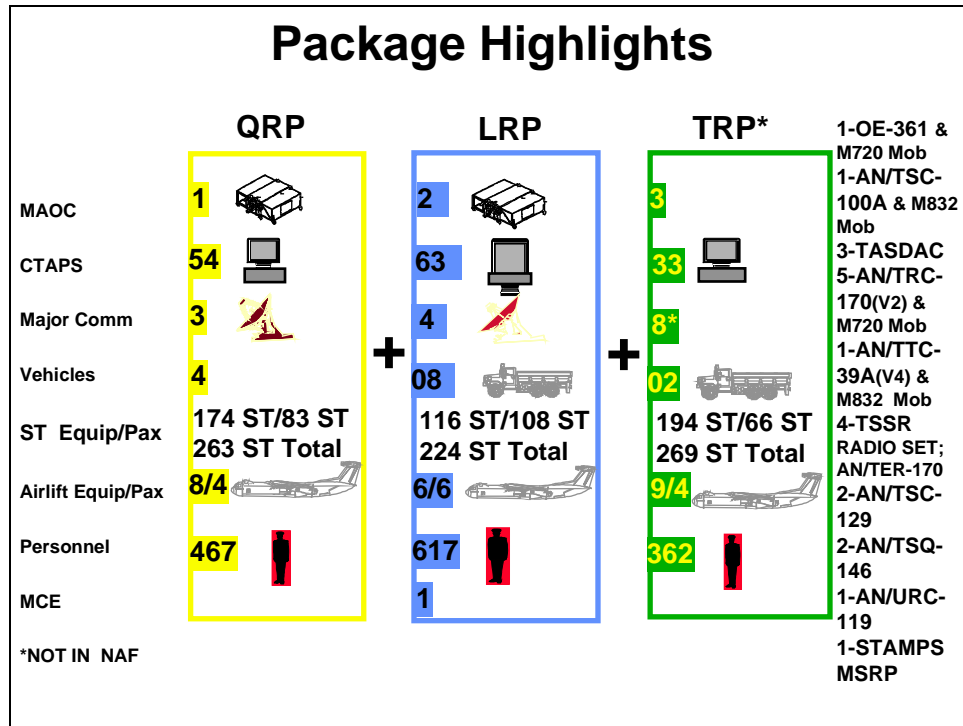 Package Highlights
QRP
LRP
TRP*
MAOC
1
2
3
CTAPS
54
63
33
Major Comm
3
4
8*
+
+
Vehicles
4
08
02
ST Equip/Pax
174 ST/83 ST
263 ST Total
116 ST/108 ST
224 ST Total
194 ST/66 ST
269 ST Total
Airlift Equip/Pax
8/4
6/6
9/4
Personnel
467
617
362
MCE
1
*NOT IN NAF
1-OE-361 &
M720 Mob
1-AN/TSC-
100A & M832
Mob
3-TASDAC
5-AN/TRC-
170(V2) &
M720 Mob
1-AN/TTC-
39A(V4) &
M832 Mob
4-TSSR
RADIO SET;
AN/TER-170
2-AN/TSC-
129
2-AN/TSQ-
146
1-AN/URC-
119
1-STAMPS
MSRP